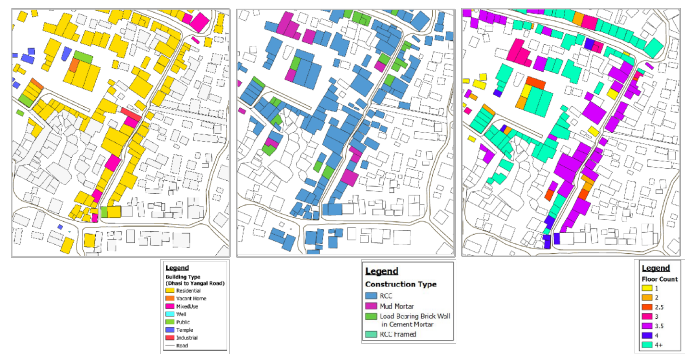 Legend
Building Type
(Dhasi to Yangal Road)
Residential
Vacant Home
MixedUse
Wall
Public
Temple
Industrial
Road
Legend
Construction Type
RCC
Mud Mortar
Load Bearing Brick Wall
in Cement Mortar
RCC Framed
Legend
Floor Count
1
2
2.5
3
3.5
4
4+